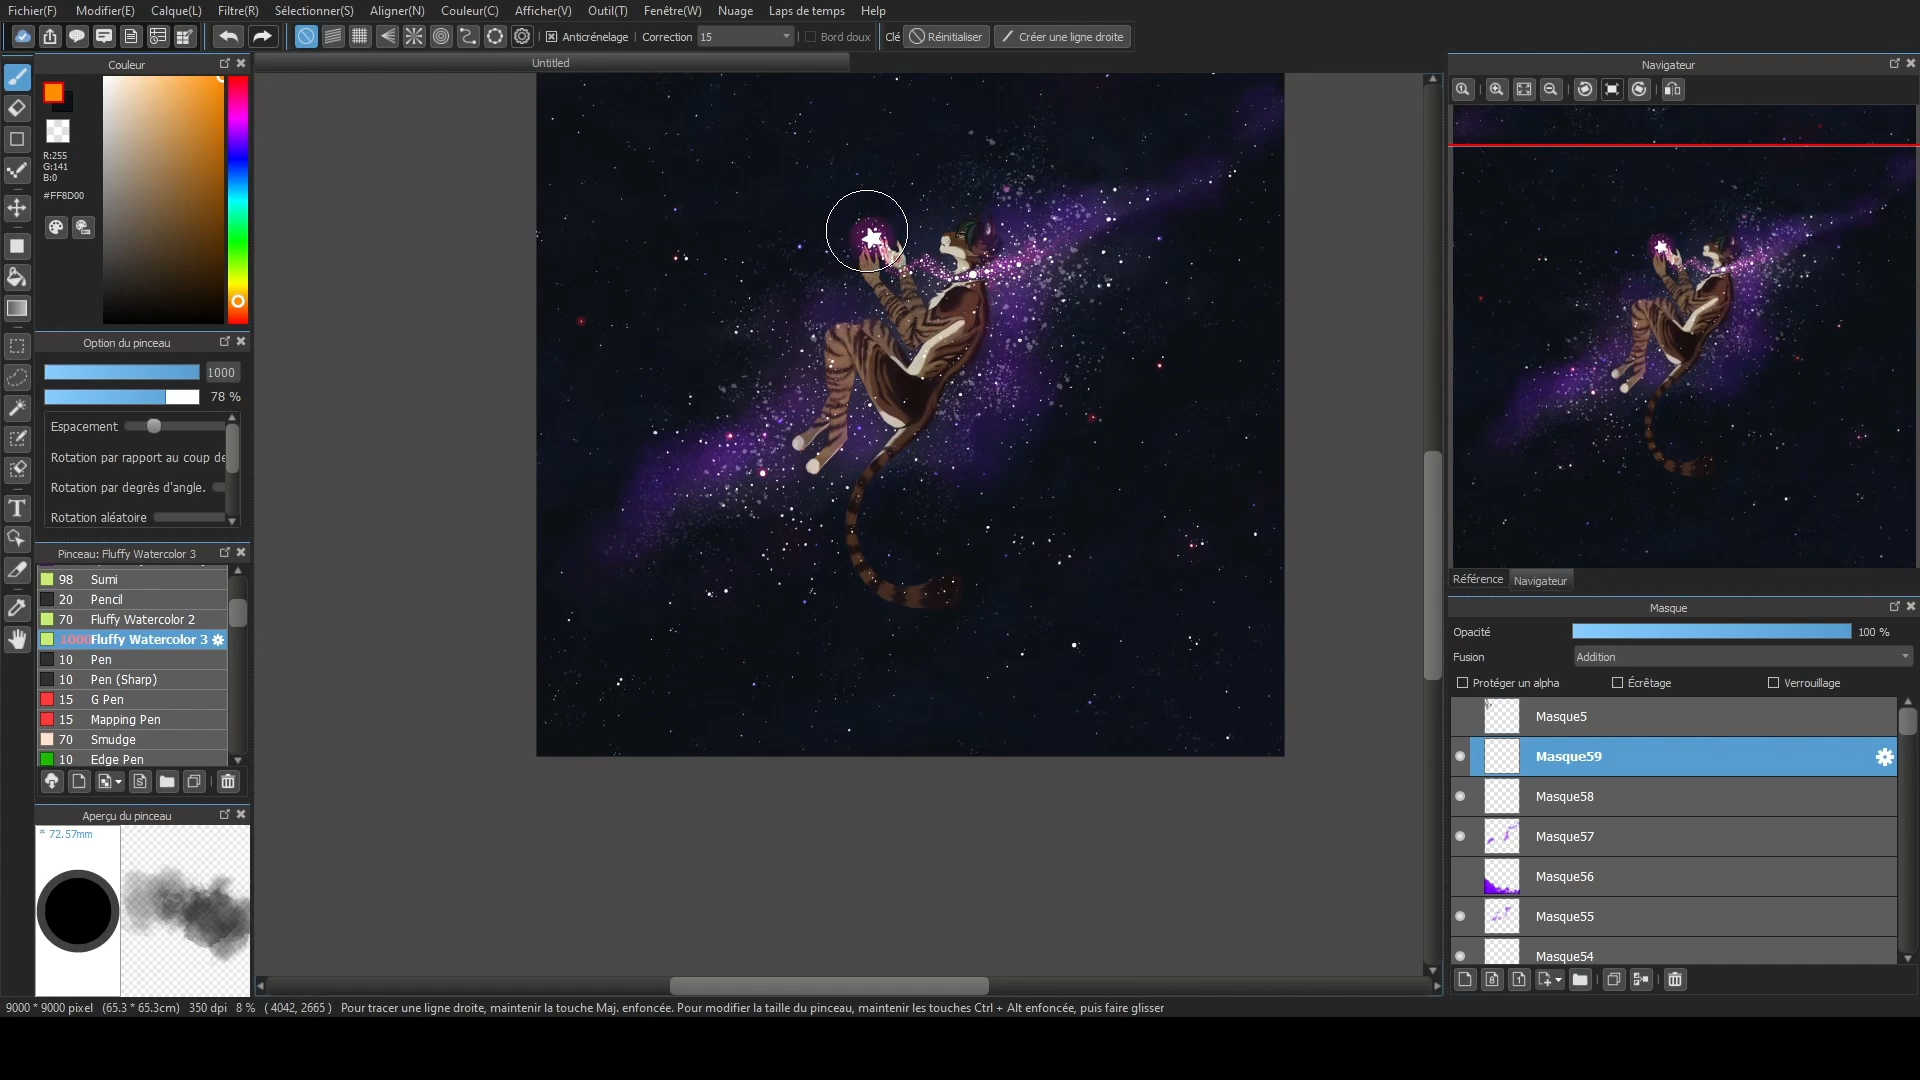 Fichier(F) Modifier(E) Calque(L) Filtre(R) Sélectionner(S) Aligner(N) Couleur(C) Afficher(V) Outil(T) Fenêtre(W) Nuage Laps de temps Help
Anticrénelage Correction 15 Bord doux Clé Réinitialiser Créer une ligne droite
Couleur
R:255
G:141
B:0
#FF8D00
Option du pinceau
1000
78 %
Espacement
Rotation par rapport au coup de
Rotation par degrès d'angle.
Rotation aléatoire
Pinceau: Fluffy Watercolor 3
98 Sumi
20 Pencil
70 Fluffy Watercolor 2
1000 Fluffy Watercolor 3
10 Pen
10 Pen (Sharp)
15 G Pen
15 Mapping Pen
70 Smudge
10 Edge Pen
Aperçu du pinceau
* 72.57mm
Untitled
Navigateur
Référence Navigateur
Masque
Opacité 100 %
Fusion Addition
Protéger un alpha Écrêtage Verrouillage
Masque5
Masque59
Masque58
Masque57
Masque56
Masque55
Masque54
9000 * 9000 pixel (65.3 * 65.3cm) 350 dpi 8 % ( 4042, 2665 ) Pour tracer une ligne droite, maintenir la touche Maj. enfoncée. Pour modifier la taille du pinceau, maintenir les touches Ctrl + Alt enfoncée, puis faire glisser